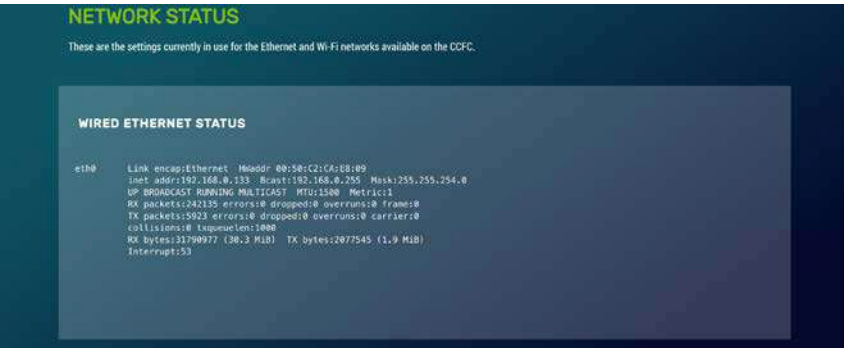 NETWORK STATUS
These are the settings currently in use for the Ethernet and Wi-Fi networks available on the CCFC.
WIRED ETHERNET STATUS
eth0 Link encap:Ethernet HWaddr 00:50:C2:CA:E8:09
inet addr:192.168.0.133 Bcast:192.168.0.255 Mask:255.255.254.0
UP BROADCAST RUNNING MULTICAST MTU:1500 Metric:1
RX packets:242135 errors:0 dropped:0 overruns:0 frame:0
TX packets:5923 errors:0 dropped:0 overruns:0 carrier:0
collisions:0 txqueuelen:1000
RX bytes:31790977 (30.3 MiB) TX bytes:2077545 (1.9 MiB)
Interrupt:53